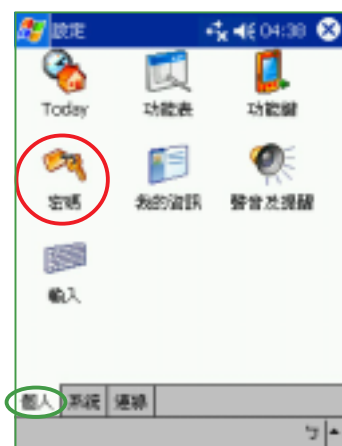 設定 04:38
Today 功能表 功能鍵
密碼 我的資訊 聲音及提醒
輸入
個人 系統 連線
ㄅ